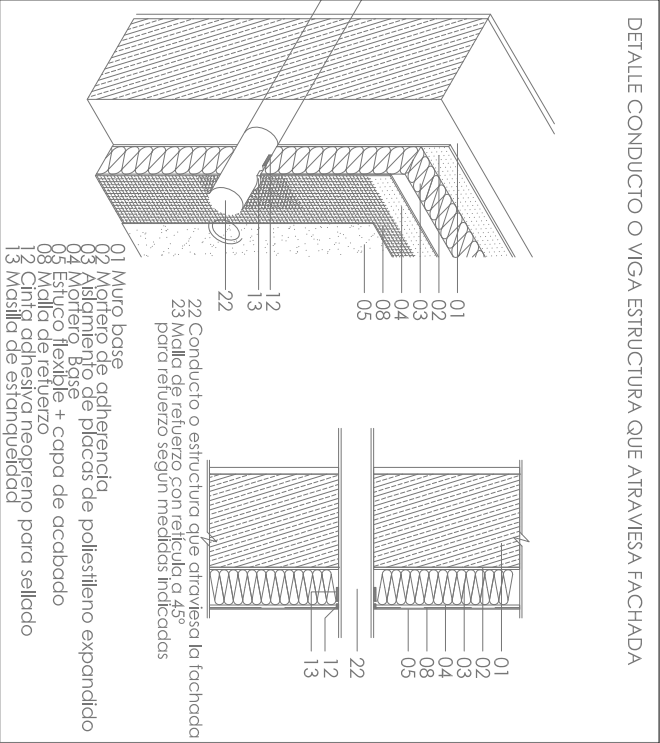 DETALLE CONDUCTO O VIGA ESTRUCTURA QUE ATRAVIESA FACHADA
01
02
03
04
08
05
12
13
22
01
02
03
04
08
05
22
12
13
22 Conducto o estructura que atraviesa la fachada
23 Malla de refuerzo con retícula a 45°
para refuerzo según medidas indicadas
01 Muro base
02 Mortero de adherencia
03 Aislamiento de placas de poliestileno expandido
04 Mortero Base
05 Estuco flexible + capa de acabado
08 Malla de refuerzo
12 Cinta adhesiva neopreno para sellado
13 Masilla de estanqueidad